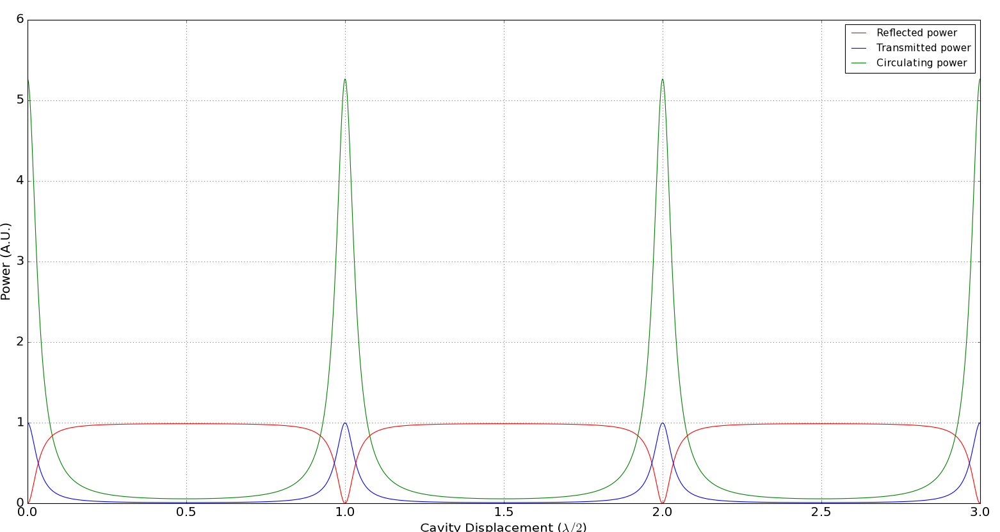 6
5
4
3
2
1
0
Power (A.U.)
Reflected power
Transmitted power
Circulating power
0.0 0.5 1.0 1.5 2.0 2.5 3.0
Cavity Displacement (λ/2)